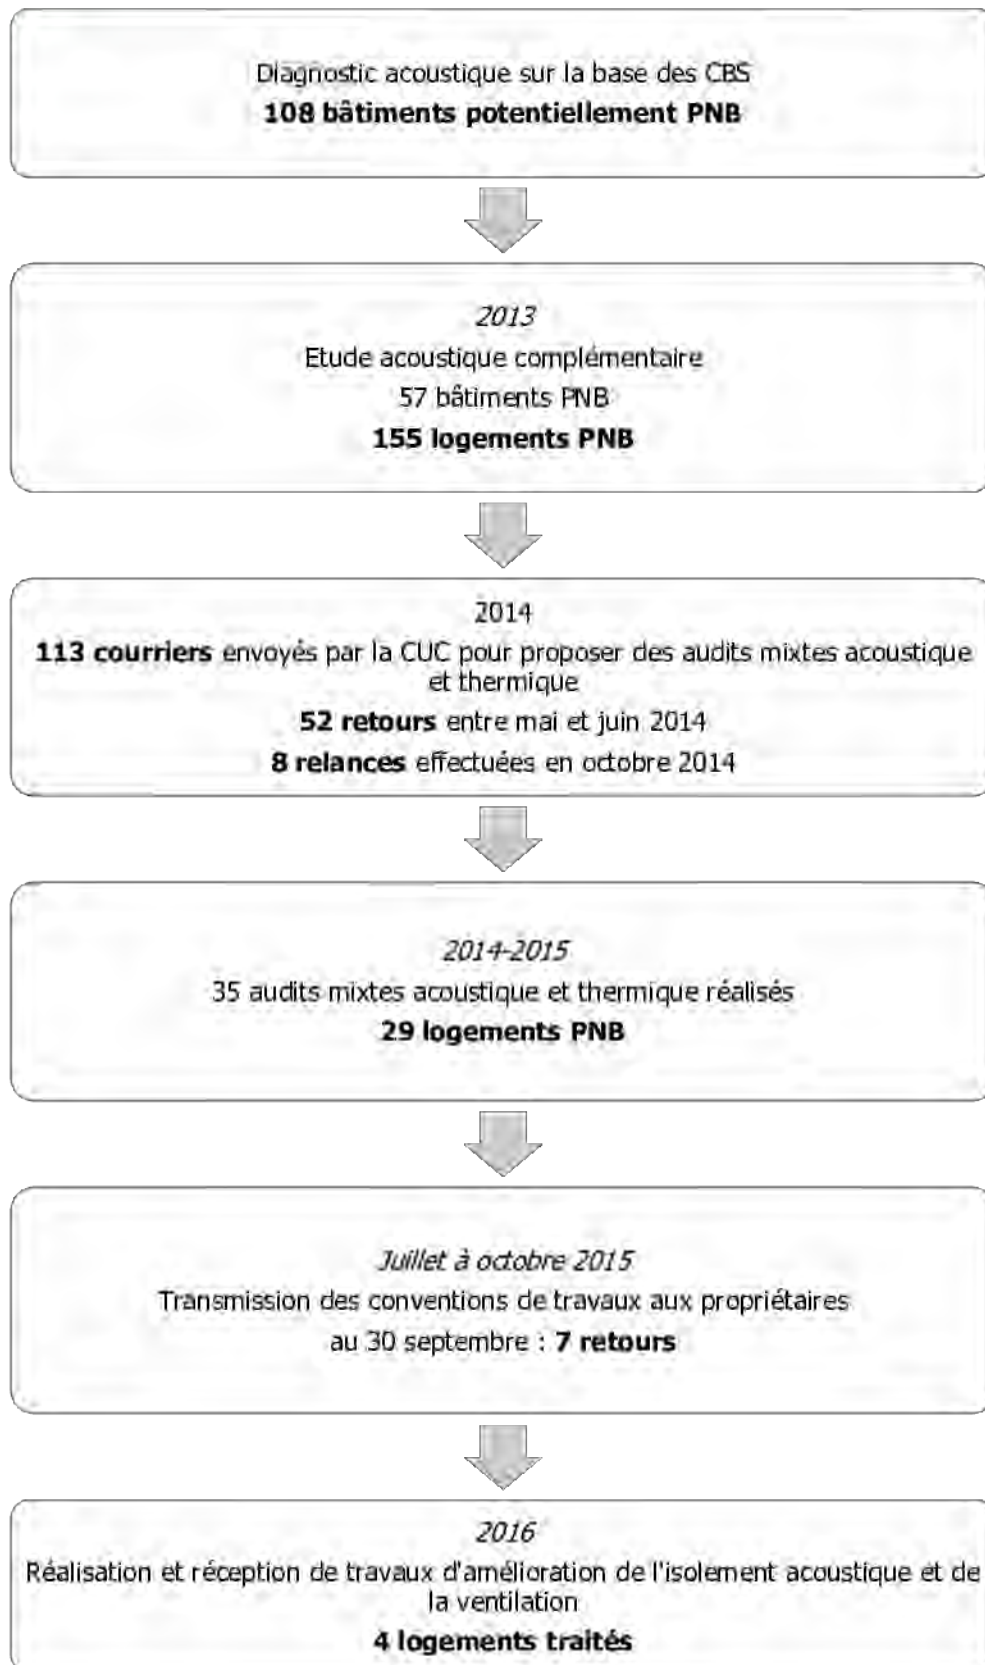 Diagnostic acoustique sur la base des CBS
108 bâtiments potentiellement PNB
2013
Etude acoustique complémentaire
57 bâtiments PNB
155 logements PNB
2014
113 courriers envoyés par la CUC pour proposer des audits mixtes acoustique
et thermique
52 retours entre mai et juin 2014
8 relances effectuées en octobre 2014
2014-2015
35 audits mixtes acoustique et thermique réalisés
29 logements PNB
Juillet à octobre 2015
Transmission des conventions de travaux aux propriétaires
au 30 septembre : 7 retours
2016
Réalisation et réception de travaux d'amélioration de l'isolement acoustique et de
la ventilation
4 logements traités